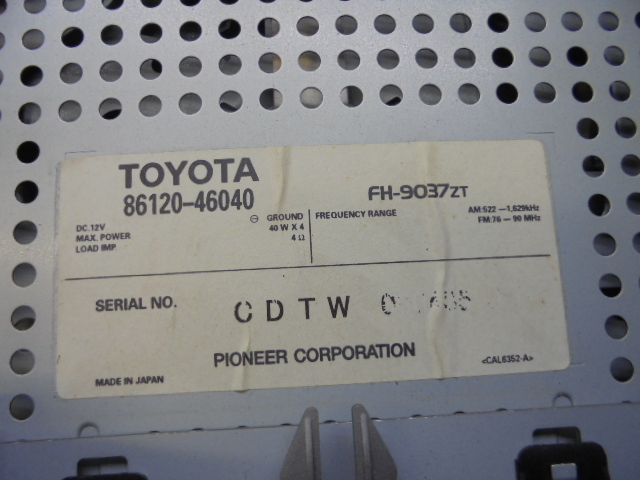 TOYOTA
86120-46040
FH-9037ZT
DC.12V ⊖ GROUND
MAX. POWER 40 W X 4
LOAD IMP 4 Ω
FREQUENCY RANGE AM:522 —1,629kHz
FM:76 — 90 MHz
SERIAL NO. CDTW
PIONEER CORPORATION
MADE IN JAPAN
<CAL6352-A>